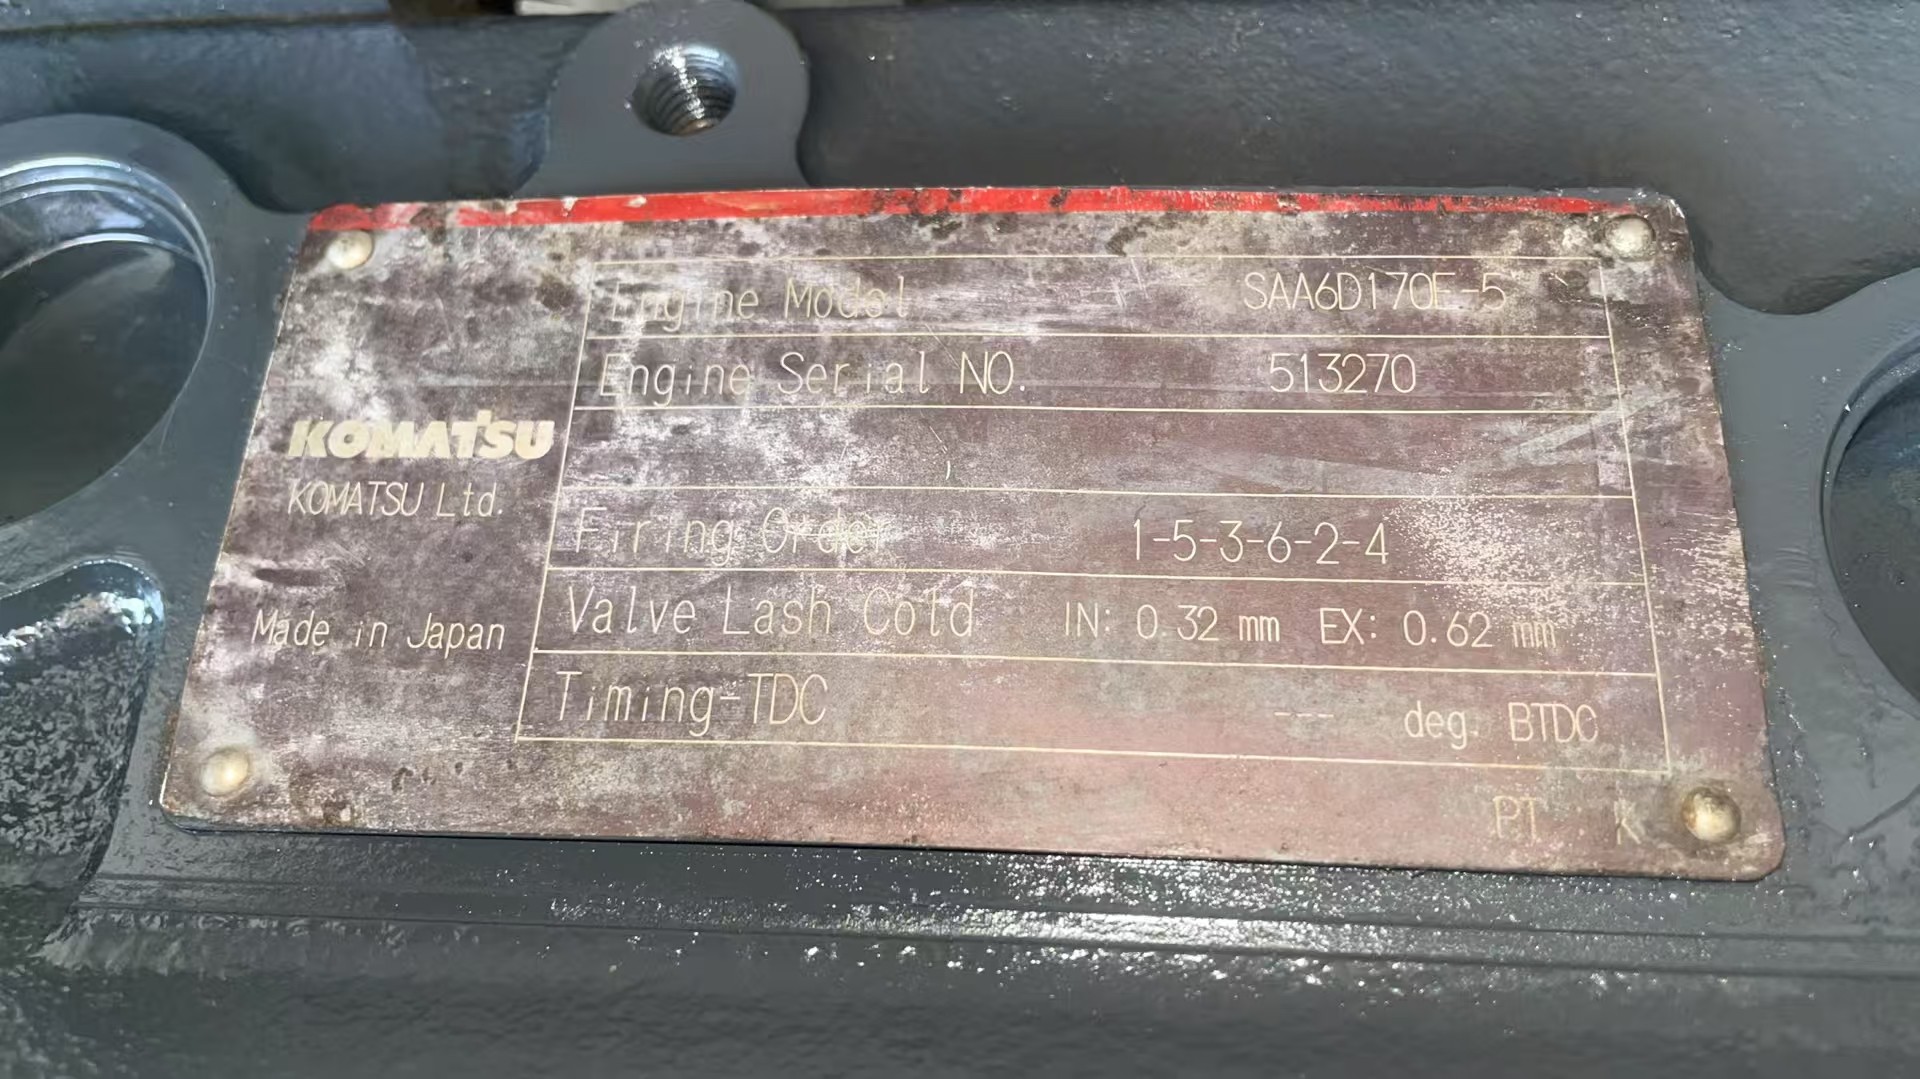 Engine Model SAA6D170E-5
Engine Serial NO. 513270
KOMATSU
KOMATSU Ltd.
Firing Order 1-5-3-6-2-4
Valve Lash Cold IN: 0.32 mm EX: 0.62 mm
Made in Japan
Timing-TDC --- deg. BTDC
PT K